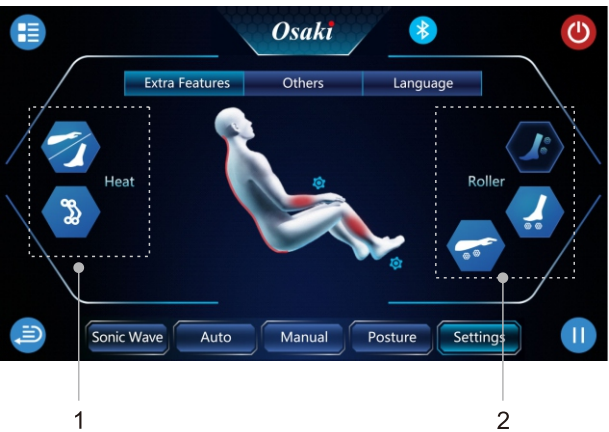 Osaki
Extra Features
Others
Language
Heat
Roller
Sonic Wave
Auto
Manual
Posture
Settings
1
2